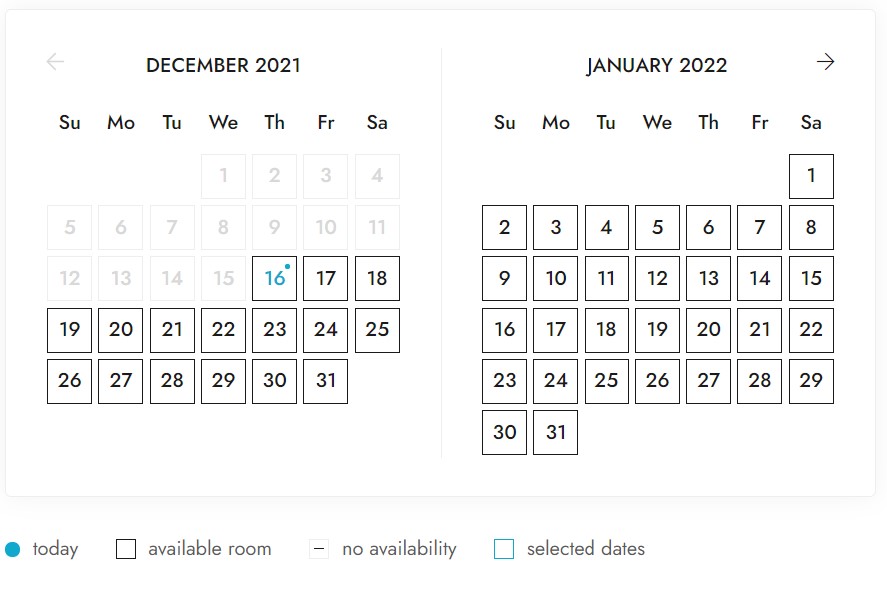 DECEMBER 2021
Su Mo Tu We Th Fr Sa
1 2 3 4
5 6 7 8 9 10 11
12 13 14 15 16 17 18
19 20 21 22 23 24 25
26 27 28 29 30 31
JANUARY 2022
Su Mo Tu We Th Fr Sa
1
2 3 4 5 6 7 8
9 10 11 12 13 14 15
16 17 18 19 20 21 22
23 24 25 26 27 28 29
30 31
today available room no availability selected dates